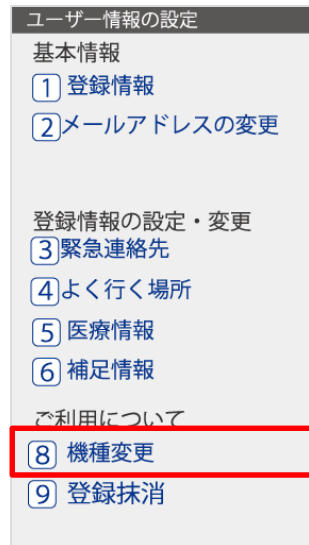 ユーザー情報の設定
基本情報
1 登録情報
2 メールアドレスの変更
登録情報の設定・変更
3 緊急連絡先
4 よく行く場所
5 医療情報
6 補足情報
ご利用について
8 機種変更
9 登録抹消